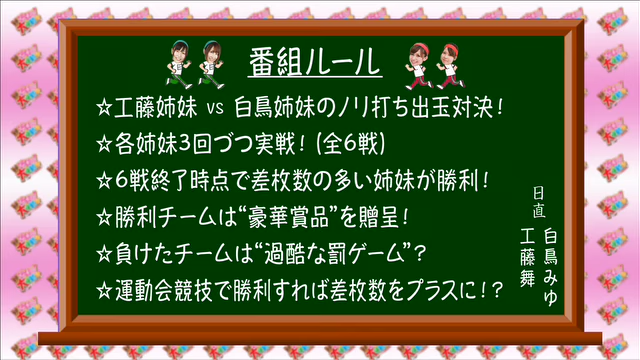 番組ルール
☆工藤姉妹 VS 白鳥姉妹のノリ打ち出玉対決!
☆各姉妹3回づつ実戦!(全6戦)
☆6戦終了時点で差枚数の多い姉妹が勝利!
☆勝利チームは“豪華賞品”を贈呈!
☆負けたチームは“過酷な罰ゲーム”?
☆運動会競技で勝利すれば差枚数をプラスに!?
日直
白鳥みゆ
工藤舞